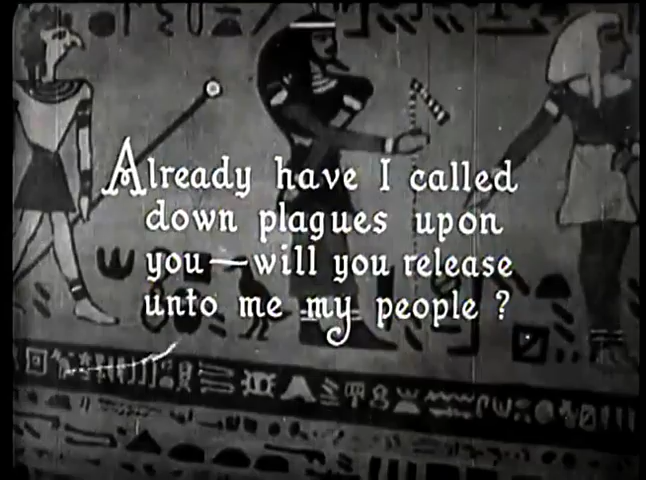 Already have I called
down plagues upon
you—will you release
unto me my people ?